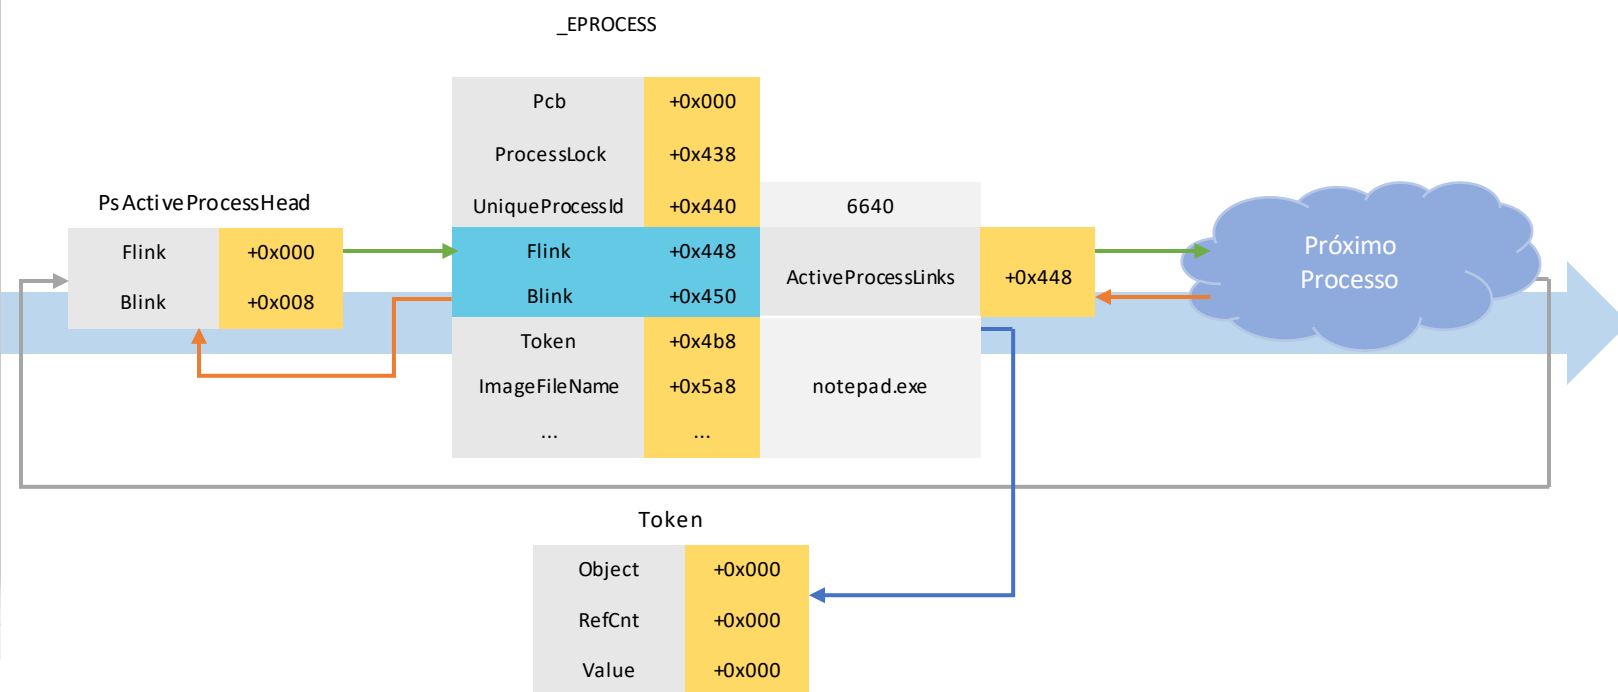 _EPROCESS
Pcb +0x000
ProcessLock +0x438
UniqueProcessId +0x440 6640
PsActiveProcessHead
Flink +0x000
Blink +0x008
Flink +0x448
Blink +0x450
ActiveProcessLinks +0x448
Próximo
Processo
Token +0x4b8
ImageFileName +0x5a8 notepad.exe
... ...
Token
Object +0x000
RefCnt +0x000
Value +0x000